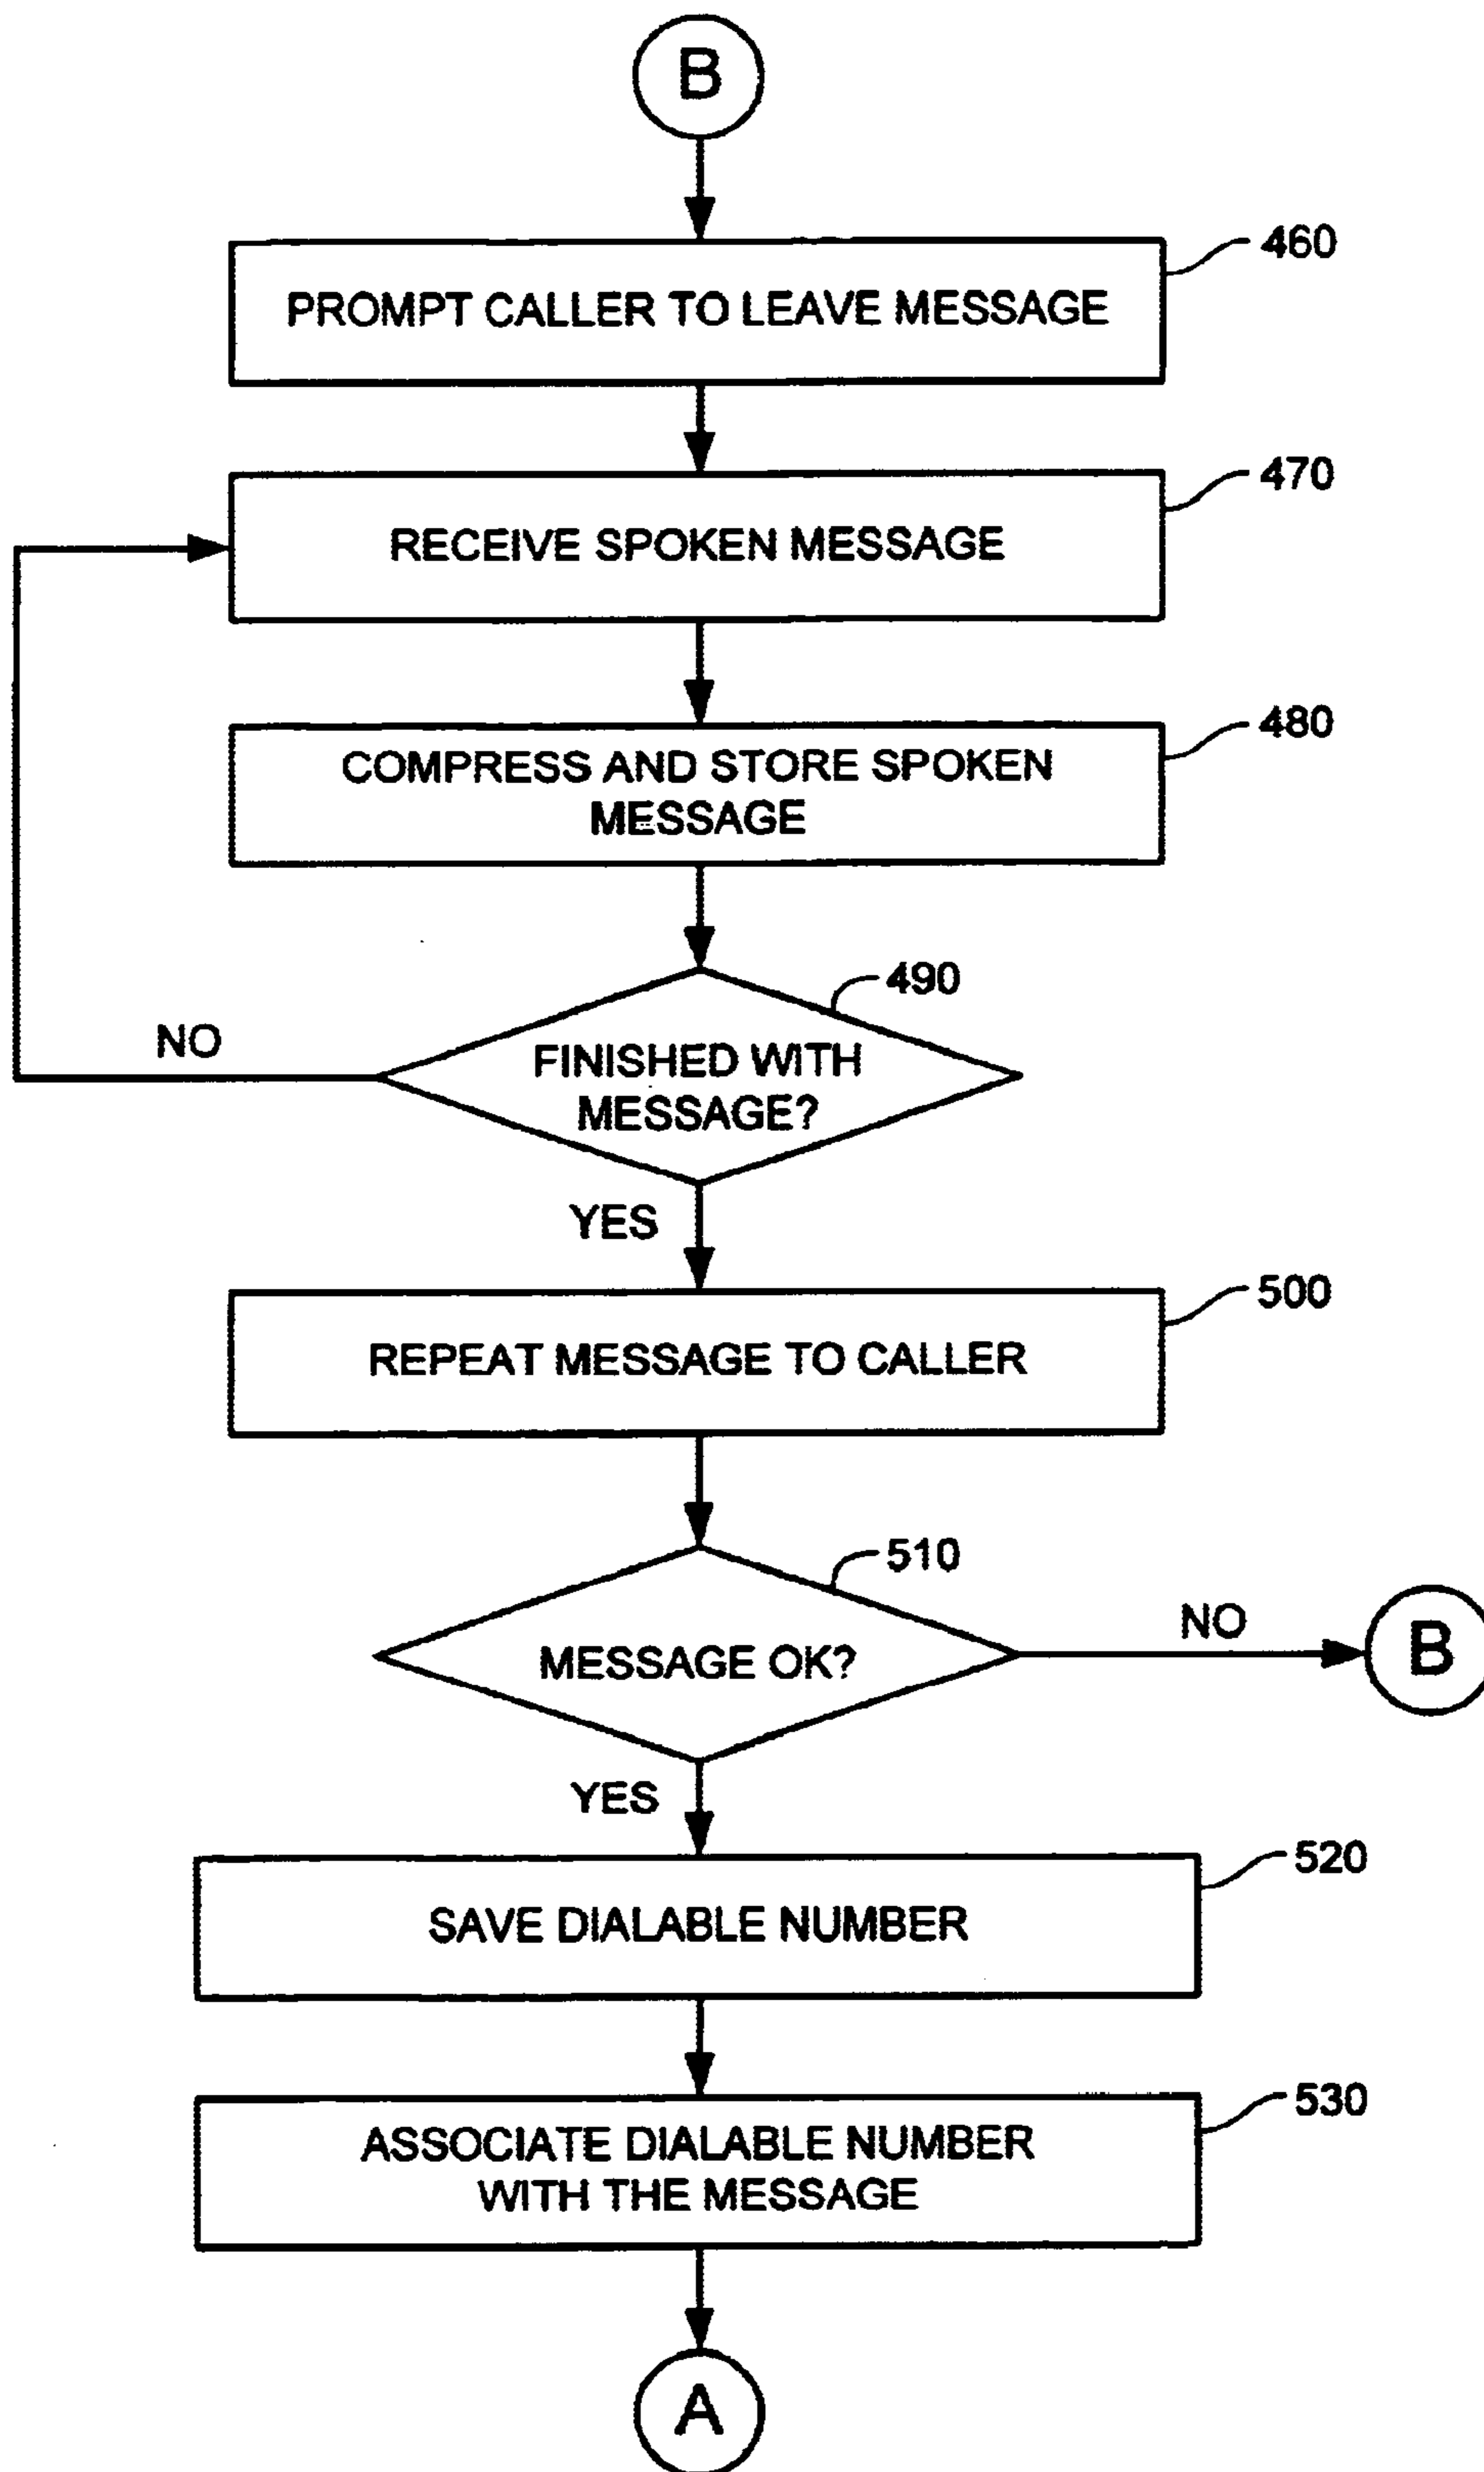 B
460
PROMPT CALLER TO LEAVE MESSAGE
470
RECEIVE SPOKEN MESSAGE
480
COMPRESS AND STORE SPOKEN
MESSAGE
490
NO
FINISHED WITH
MESSAGE?
YES
500
REPEAT MESSAGE TO CALLER
510
NO
B
MESSAGE OK?
YES
520
SAVE DIALABLE NUMBER
530
ASSOCIATE DIALABLE NUMBER
WITH THE MESSAGE
A